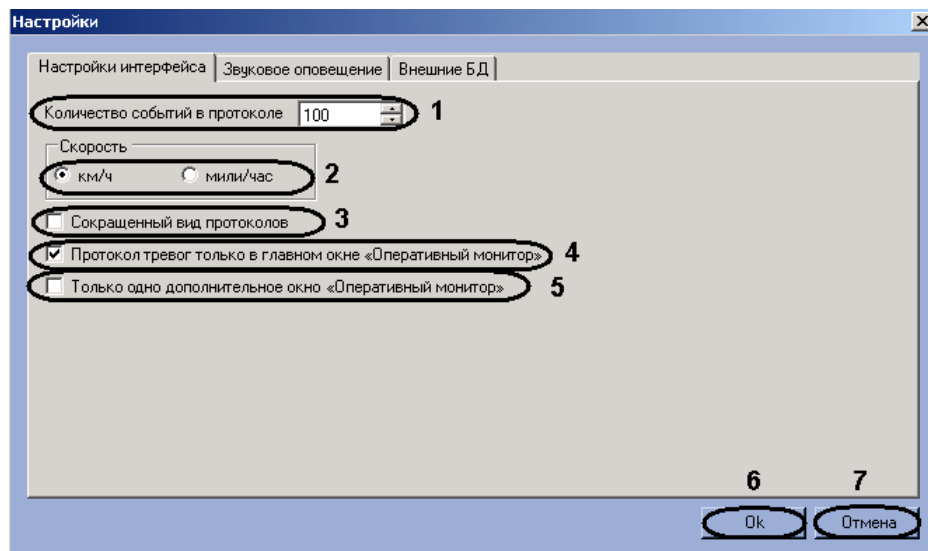 Настройки
Настройки интерфейса Звуковое оповещение Внешние БД
Количество событий в протоколе 100 1
Скорость
км/ч мили/час 2
Сокращенный вид протоколов 3
Протокол тревог только в главном окне «Оперативный монитор» 4
Только одно дополнительное окно «Оперативный монитор» 5
6 7
Ok Отмена